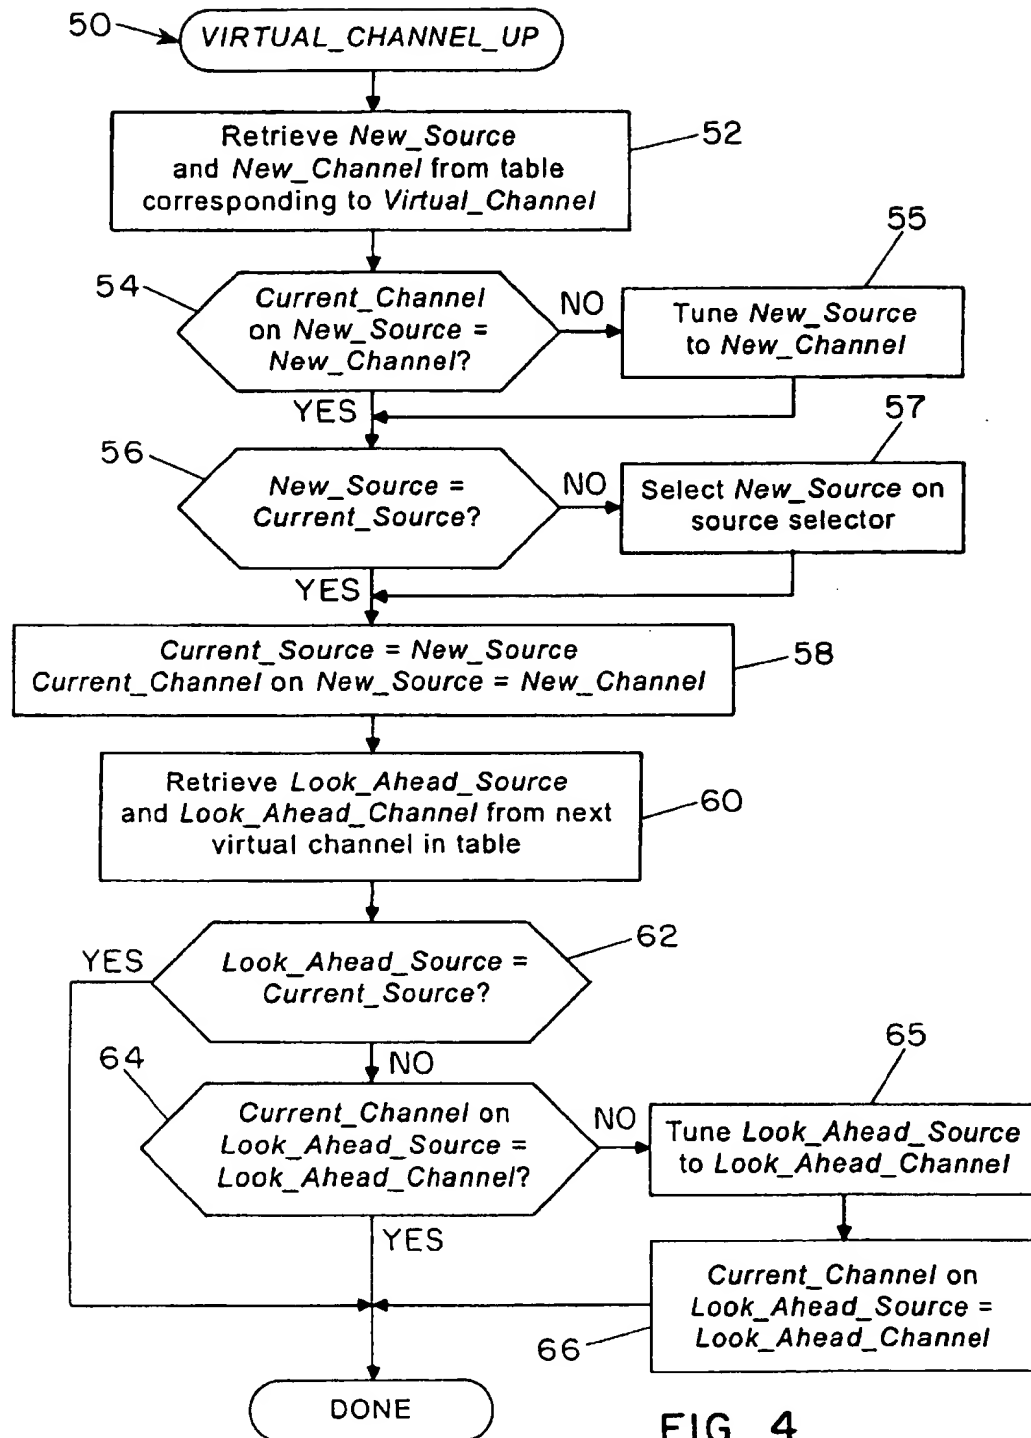 50
VIRTUAL_CHANNEL_UP
Retrieve New_Source
and New_Channel from table
corresponding to Virtual_Channel
52
54
Current_Channel
on New_Source =
New_Channel?
NO
55
Tune New_Source
to New_Channel
YES
56
New_Source =
Current_Source?
NO
57
Select New_Source on
source selector
YES
Current_Source = New_Source
Current_Channel on New_Source = New_Channel
58
Retrieve Look_Ahead_Source
and Look_Ahead_Channel from next
virtual channel in table
60
YES
Look_Ahead_Source =
Current_Source?
62
NO
64
Current_Channel on
Look_Ahead_Source =
Look_Ahead_Channel?
NO
65
Tune Look_Ahead_Source
to Look_Ahead_Channel
YES
Current_Channel on
Look_Ahead_Source =
Look_Ahead_Channel
66
DONE
FIG 4